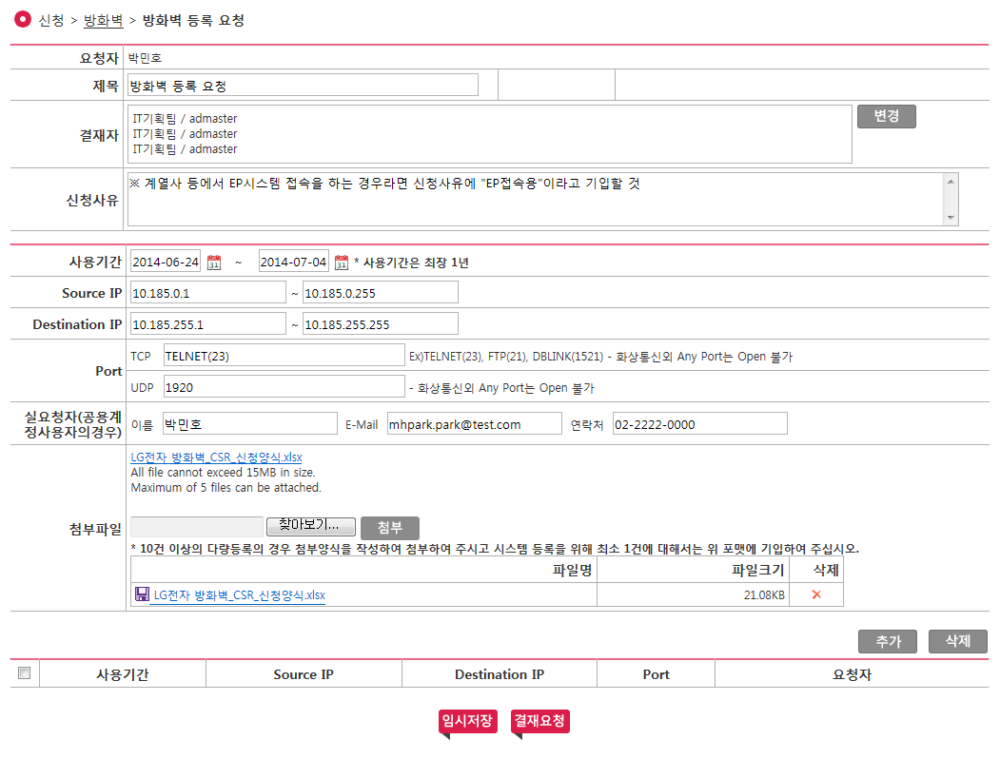 신청 > 방화벽 > 방화벽 등록 요청
요청자 박민호
제목 방화벽 등록 요청
결재자
IT기획팀 / admaster
IT기획팀 / admaster
IT기획팀 / admaster
변경
신청사유 ※ 계열사 등에서 EP시스템 접속을 하는 경우라면 신청사유에 "EP접속용"이라고 기입할 것
사용기간 2014-06-24 31 ~ 2014-07-04 31 * 사용기간은 최장 1년
Source IP 10.185.0.1 ~ 10.185.0.255
Destination IP 10.185.255.1 ~ 10.185.255.255
Port
TCP TELNET(23) Ex)TELNET(23), FTP(21), DBLINK(1521) - 화상통신외 Any Port는 Open 불가
UDP 1920 - 화상통신외 Any Port는 Open 불가
실요청자(공용계
정사용자의경우)
이름 박민호 E-Mail mhpark.park@test.com 연락처 02-2222-0000
첨부파일
LG전자 방화벽_CSR_신청양식.xlsx
All file cannot exceed 15MB in size.
Maximum of 5 files can be attached.
찾아보기... 첨부
* 10건 이상의 다량등록의 경우 첨부양식을 작성하여 첨부하여 주시고 시스템 등록을 위해 최소 1건에 대해서는 위 포맷에 기입하여 주십시오.
파일명 파일크기 삭제
LG전자 방화벽_CSR_신청양식.xlsx 21.08KB
추가 삭제
사용기간 Source IP Destination IP Port 요청자
임시저장 결재요청